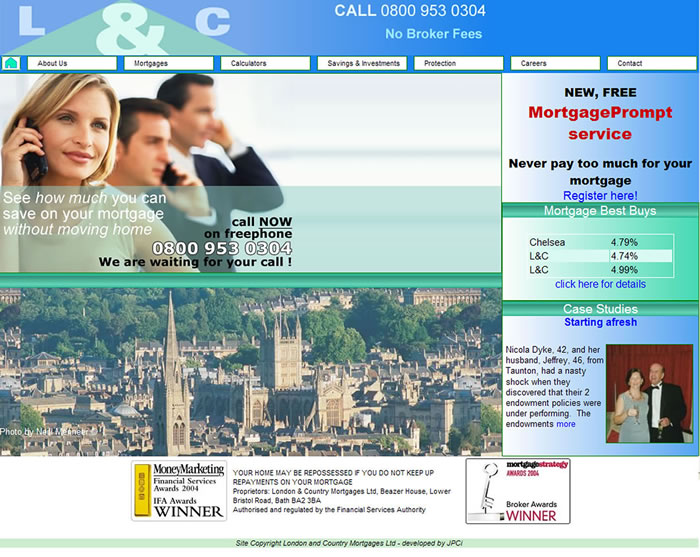 L & C
CALL 0800 953 0304
No Broker Fees
About Us
Mortgages
Calculators
Savings & Investments
Protection
Careers
Contact
See how much you can
save on your mortgage
without moving home
call NOW
on freephone
0800 953 0304
We are waiting for your call !
NEW, FREE
MortgagePrompt
service
Never pay too much for your
mortgage
Register here!
Mortgage Best Buys
Chelsea 4.79%
L&C 4.74%
L&C 4.99%
click here for details
Case Studies
Starting afresh
Nicola Dyke, 42, and her
husband, Jeffrey, 46, from
Taunton, had a nasty
shock when they
discovered that their 2
endowment policies were
under performing. The
endowments more
Photo by Neill Menneer ©
MoneyMarketing
Financial Services
Awards 2004
IFA Awards
WINNER
YOUR HOME MAY BE REPOSSESSED IF YOU DO NOT KEEP UP
REPAYMENTS ON YOUR MORTGAGE
Proprietors: London & Country Mortgages Ltd, Beazer House, Lower
Bristol Road, Bath BA2 3BA
Authorised and regulated by the Financial Services Authority
mortgagestrategy
AWARDS 2004
Broker Awards
WINNER
Site Copyright London and Country Mortgages Ltd - developed by JPCi